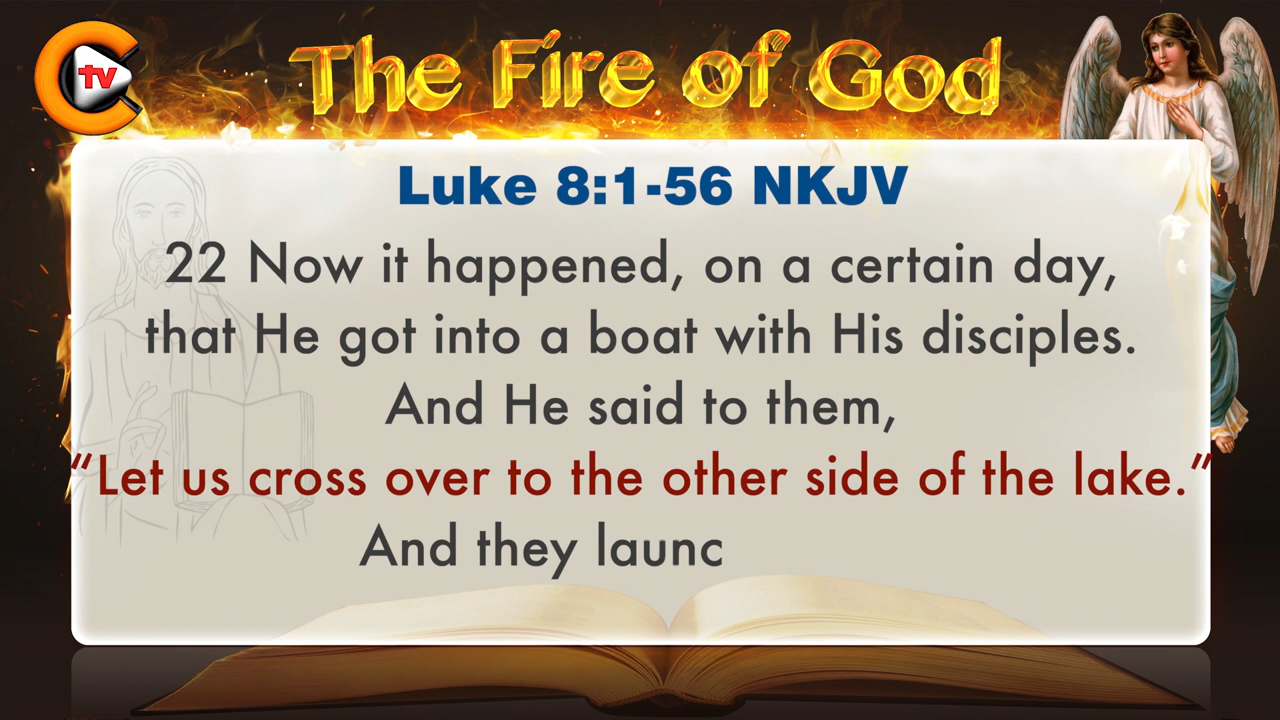 tv
The Fire of God
Luke 8:1-56 NKJV
22 Now it happened, on a certain day,
that He got into a boat with His disciples.
And He said to them,
“Let us cross over to the other side of the lake.”
And they launc